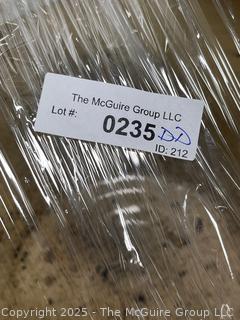 The McGuire Group LLC
Lot #:
0235 DD
ID: 212
Copyright 2025 - The McGuire Group LLC